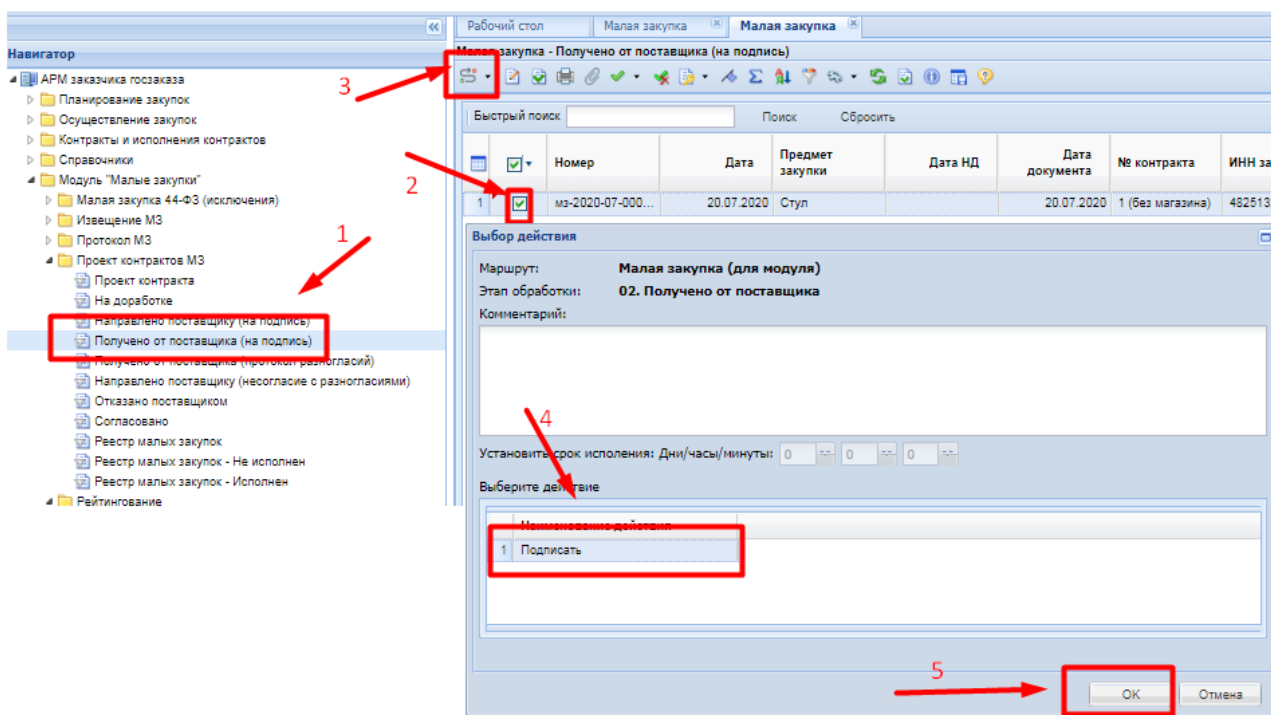 Рабочий стол
Малая закупка
Малая закупка
Навигатор
Малая закупка - Получено от поставщика (на подпись)
АРМ заказчика госзаказа
Планирование закупок
Осуществление закупок
Контракты и исполнения контрактов
Справочники
Модуль "Малые закупки"
Малая закупка 44-ФЗ (исключения)
Извещение МЗ
Протокол МЗ
Проект контрактов МЗ
Проект контракта
На доработке
Направлено поставщику (на подпись)
Получено от поставщика (на подпись)
Получено от поставщика (протокол разногласий)
Направлено поставщику (несогласие с разногласиями)
Отказано поставщиком
Согласовано
Реестр малых закупок
Реестр малых закупок - Не исполнен
Реестр малых закупок - Исполнен
Рейтингование
1
2
3
Быстрый поиск Поиск Сбросить
Номер Дата Предмет закупки Дата НД Дата документа № контракта ИНН за
1 мз-2020-07-000... 20.07.2020 Стул 20.07.2020 1 (без магазина) 482513
Выбор действия
Маршрут: Малая закупка (для модуля)
Этап обработки: 02. Получено от поставщика
Комментарий:
4
Установить срок исполения: Дни/часы/минуты: 0 0 0
Выберите действие
Наименование действия
1 Подписать
5
OK Отмена